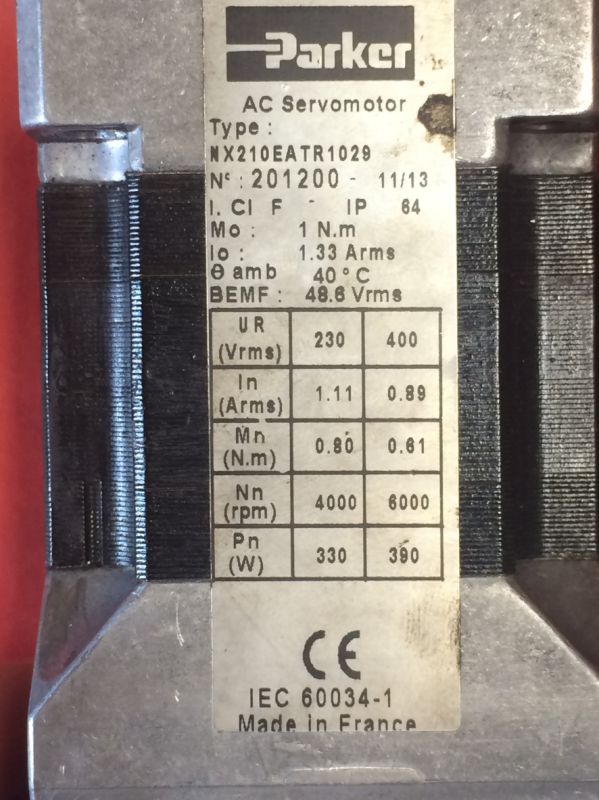 Parker
AC Servomotor
Type :
NX210EATR1029
N° : 201200 - 11/13
I. Cl F - IP 64
Mo : 1 N.m
Io : 1.33 Arms
θ amb 40 °C
BEMF : 48.6 Vrms
UR (Vrms) 230 400
In (Arms) 1.11 0.89
Mn (N.m) 0.80 0.61
Nn (rpm) 4000 6000
Pn (W) 330 390
CE
IEC 60034-1
Made in France